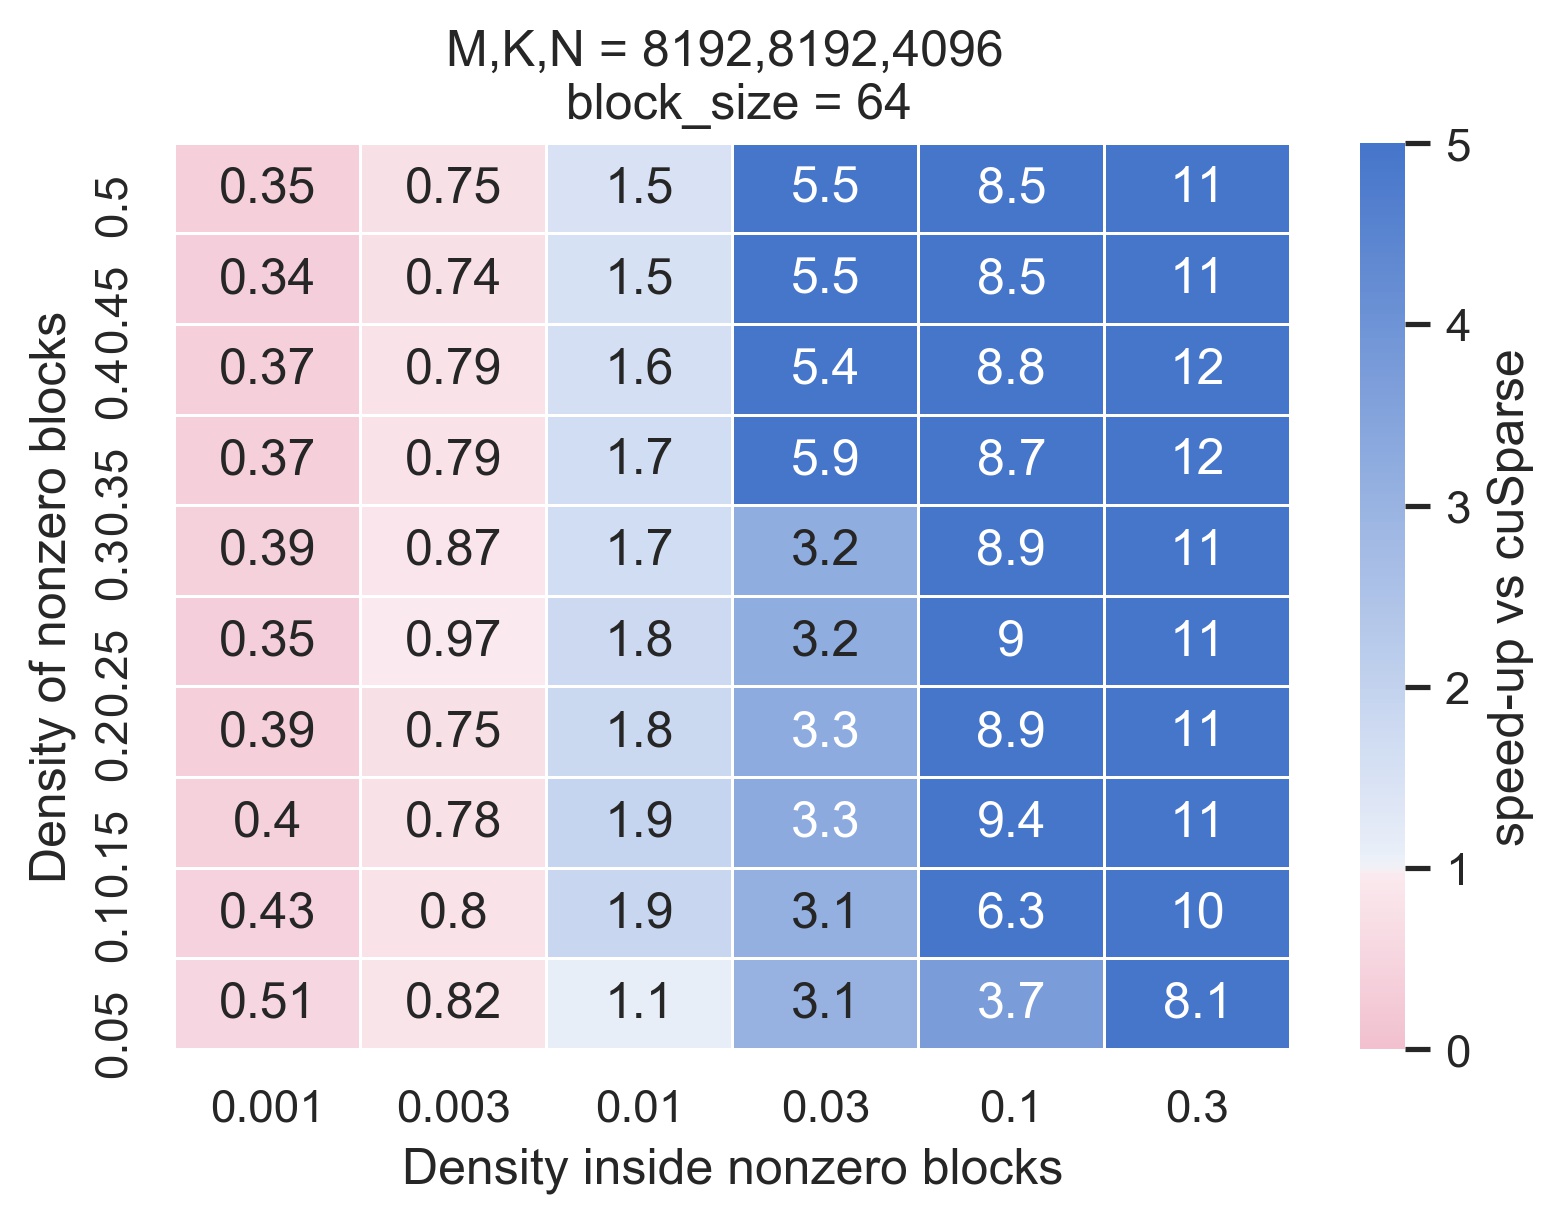 M,K,N = 8192,8192,4096
block_size = 64
Density of nonzero blocks
0.5 0.35 0.75 1.5 5.5 8.5 11
0.45 0.34 0.74 1.5 5.5 8.5 11
0.4 0.37 0.79 1.6 5.4 8.8 12
0.35 0.37 0.79 1.7 5.9 8.7 12
0.3 0.39 0.87 1.7 3.2 8.9 11
0.25 0.35 0.97 1.8 3.2 9 11
0.2 0.39 0.75 1.8 3.3 8.9 11
0.15 0.4 0.78 1.9 3.3 9.4 11
0.1 0.43 0.8 1.9 3.1 6.3 10
0.05 0.51 0.82 1.1 3.1 3.7 8.1
0.001 0.003 0.01 0.03 0.1 0.3
Density inside nonzero blocks
5
4
3
2
1
0
speed-up vs cuSparse